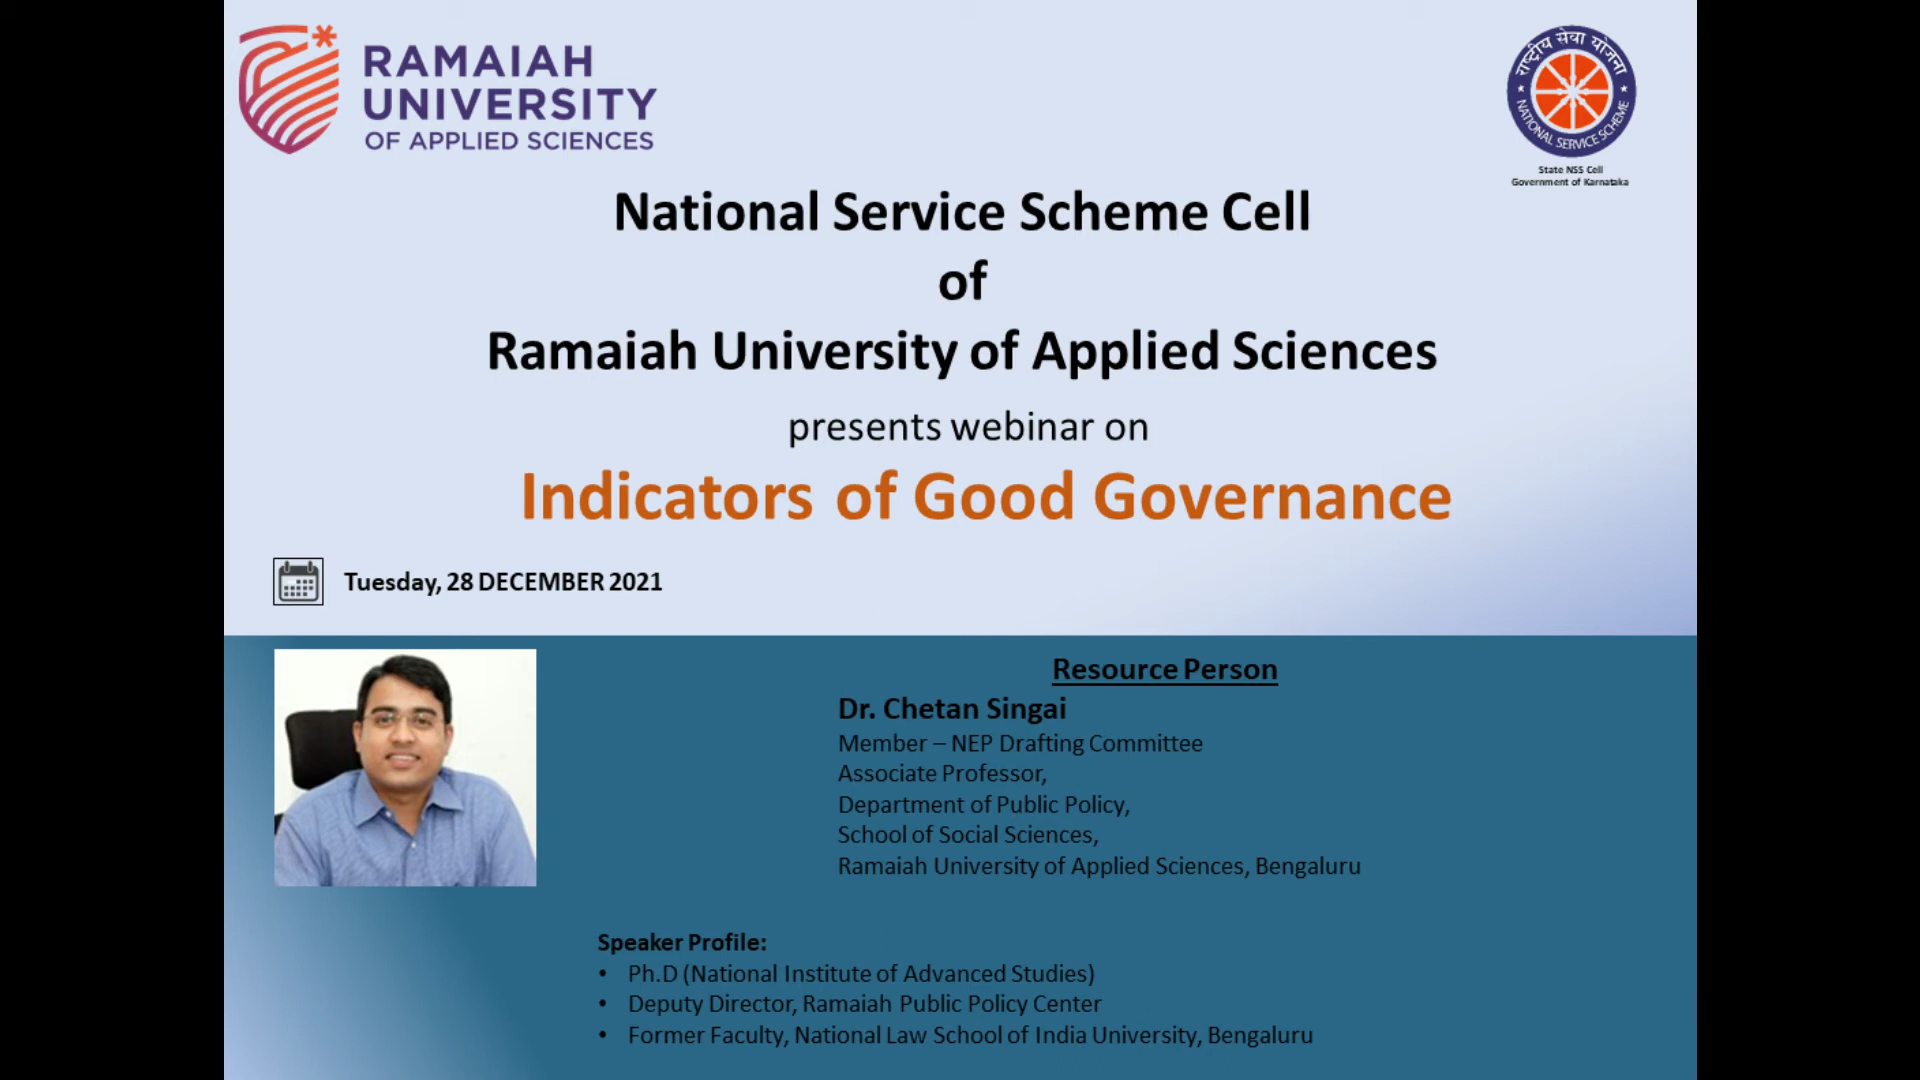 RAMAIAH
UNIVERSITY
OF APPLIED SCIENCES
राष्ट्रीय सेवा योजना
NATIONAL SERVICE SCHEME
State NSS Cell
Government of Karnataka
National Service Scheme Cell
of
Ramaiah University of Applied Sciences
presents webinar on
Indicators of Good Governance
Tuesday, 28 DECEMBER 2021
Resource Person
Dr. Chetan Singai
Member – NEP Drafting Committee
Associate Professor,
Department of Public Policy,
School of Social Sciences,
Ramaiah University of Applied Sciences, Bengaluru
Speaker Profile:
• Ph.D (National Institute of Advanced Studies)
• Deputy Director, Ramaiah Public Policy Center
• Former Faculty, National Law School of India University, Bengaluru